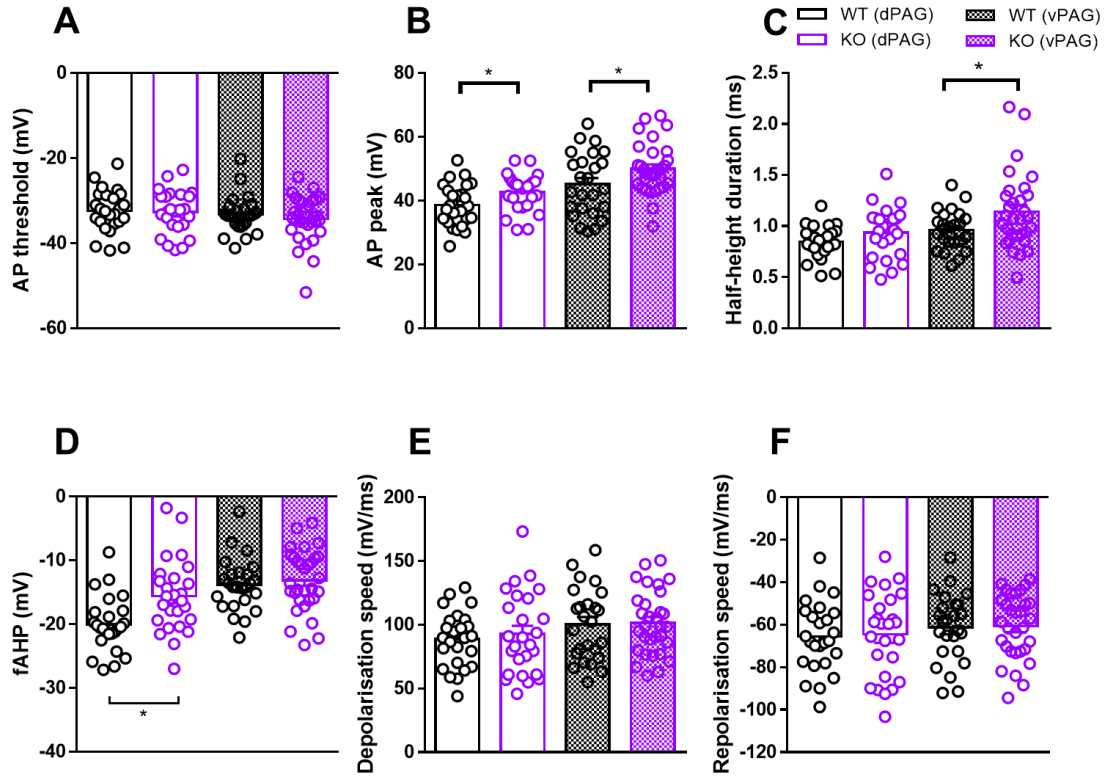 A
B
C
WT (dPAG)
WT (vPAG)
KO (dPAG)
KO (vPAG)
AP threshold (mV)
0
-20
-40
-60
AP peak (mV)
80
60
40
20
0
*
*
Half-height duration (ms)
2.5
2.0
1.5
1.0
0.5
0.0
*
D
E
F
fAHP (mV)
0
-10
-20
-30
-40
*
Depolarisation speed (mV/ms)
200
150
100
50
0
Repolarisation speed (mV/ms)
0
-20
-40
-60
-80
-100
-120